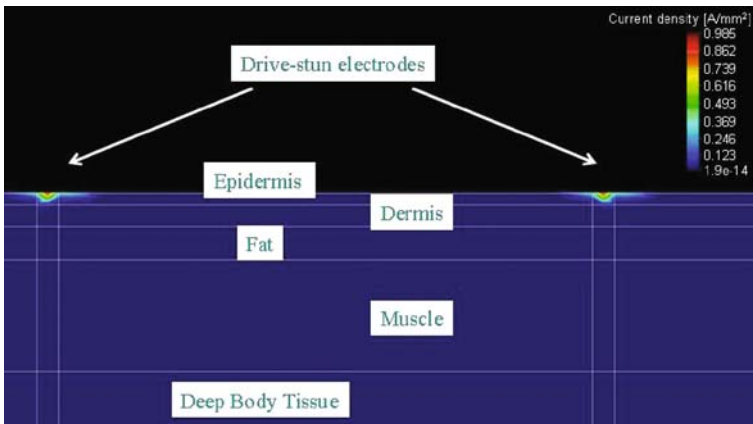 Current density [A/mm²]
0.985
0.862
0.739
0.616
0.493
0.369
0.246
0.123
1.9e-14
Drive-stun electrodes
Epidermis
Dermis
Fat
Muscle
Deep Body Tissue